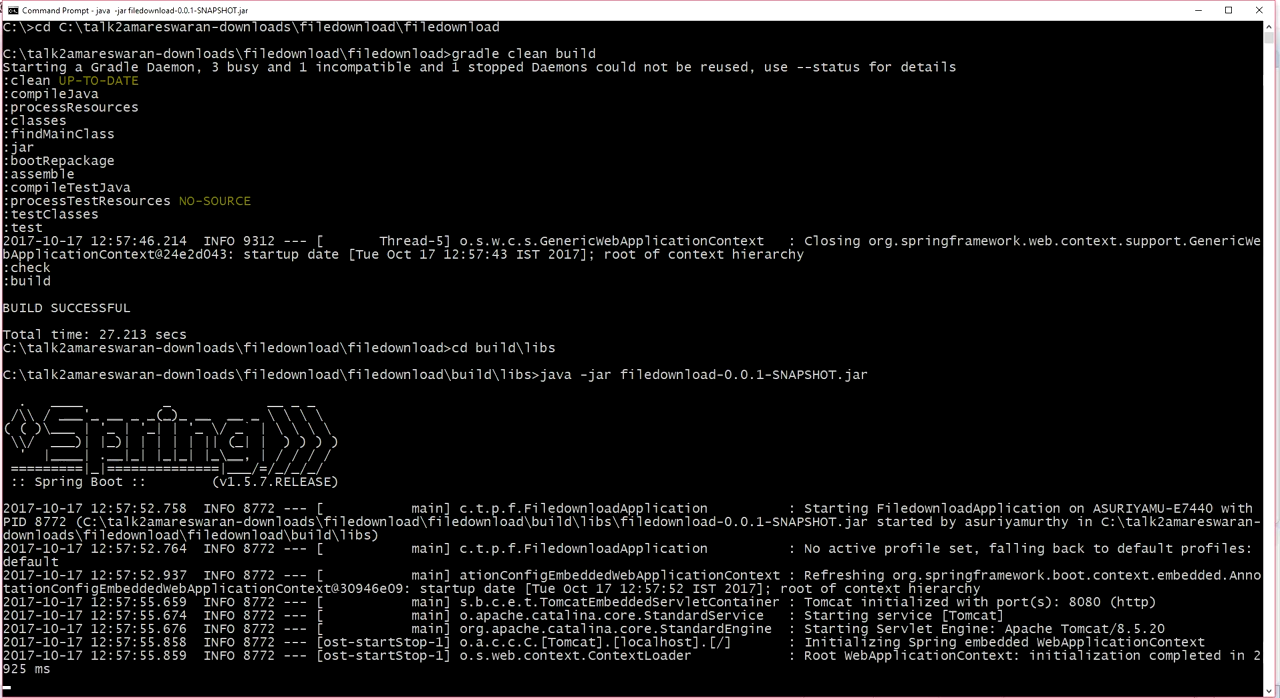 Command Prompt - java  -jar filedownload-0.0.1-SNAPSHOT.jar
C:\>cd C:\talk2amareswaran-downloads\filedownload\filedownload
C:\talk2amareswaran-downloads\filedownload\filedownload>gradle clean build
Starting a Gradle Daemon, 3 busy and 1 incompatible and 1 stopped Daemons could not be reused, use --status for details
:clean UP-TO-DATE
:compileJava
:processResources
:classes
:findMainClass
:jar
:bootRepackage
:assemble
:compileTestJava
:processTestResources NO-SOURCE
:testClasses
:test
2017-10-17 12:57:46.214  INFO 9312 --- [       Thread-5] o.s.w.c.s.GenericWebApplicationContext   : Closing org.springframework.web.context.support.GenericWe
bApplicationContext@24e2d043: startup date [Tue Oct 17 12:57:43 IST 2017]; root of context hierarchy
:check
:build
BUILD SUCCESSFUL
Total time: 27.213 secs
C:\talk2amareswaran-downloads\filedownload\filedownload>cd build\libs
C:\talk2amareswaran-downloads\filedownload\filedownload\build\libs>java -jar filedownload-0.0.1-SNAPSHOT.jar
Spring
:: Spring Boot ::        (v1.5.7.RELEASE)
2017-10-17 12:57:52.758  INFO 8772 --- [           main] c.t.p.f.FiledownloadApplication          : Starting FiledownloadApplication on ASURIYAMU-E7440 with
PID 8772 (C:\talk2amareswaran-downloads\filedownload\filedownload\build\libs\filedownload-0.0.1-SNAPSHOT.jar started by asuriyamurthy in C:\talk2amareswaran-
downloads\filedownload\filedownload\build\libs)
2017-10-17 12:57:52.764  INFO 8772 --- [           main] c.t.p.f.FiledownloadApplication          : No active profile set, falling back to default profiles:
default
2017-10-17 12:57:52.937  INFO 8772 --- [           main] ationConfigEmbeddedWebApplicationContext : Refreshing org.springframework.boot.context.embedded.Anno
tationConfigEmbeddedWebApplicationContext@30946e09: startup date [Tue Oct 17 12:57:52 IST 2017]; root of context hierarchy
2017-10-17 12:57:55.659  INFO 8772 --- [           main] s.b.c.e.t.TomcatEmbeddedServletContainer : Tomcat initialized with port(s): 8080 (http)
2017-10-17 12:57:55.674  INFO 8772 --- [           main] o.apache.catalina.core.StandardService   : Starting service [Tomcat]
2017-10-17 12:57:55.676  INFO 8772 --- [           main] org.apache.catalina.core.StandardEngine  : Starting Servlet Engine: Apache Tomcat/8.5.20
2017-10-17 12:57:55.858  INFO 8772 --- [ost-startStop-1] o.a.c.c.C.[Tomcat].[localhost].[/]       : Initializing Spring embedded WebApplicationContext
2017-10-17 12:57:55.859  INFO 8772 --- [ost-startStop-1] o.s.web.context.ContextLoader            : Root WebApplicationContext: initialization completed in 2
925 ms